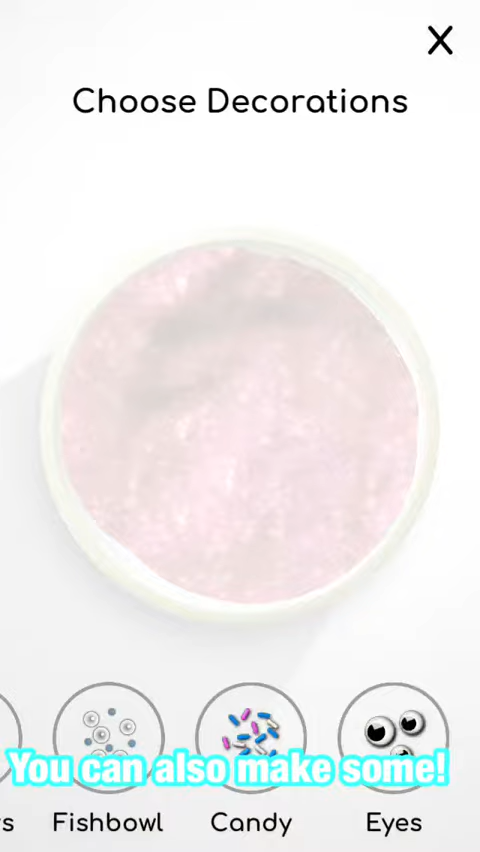 X
Choose Decorations
You can also make some!
s
Fishbowl
Candy
Eyes